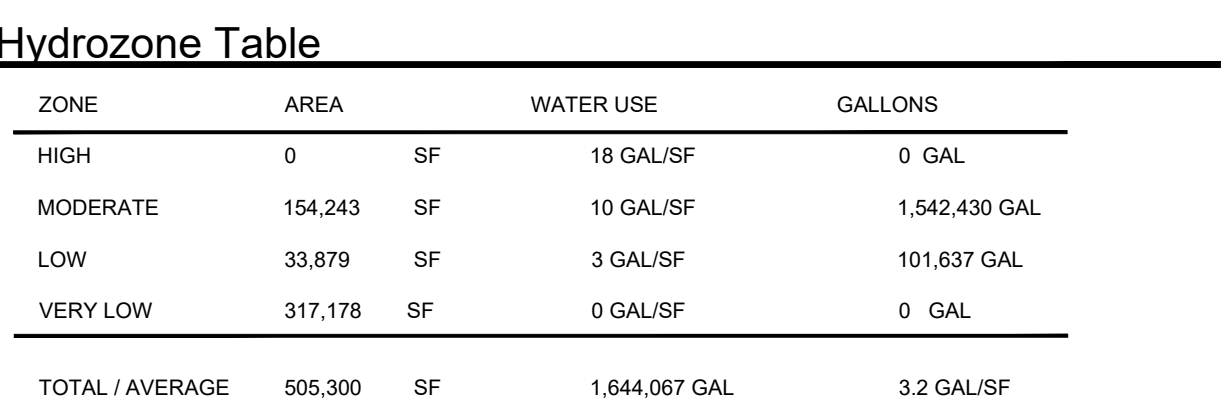 Hydrozone Table
ZONE AREA WATER USE GALLONS
HIGH 0 SF 18 GAL/SF 0 GAL
MODERATE 154,243 SF 10 GAL/SF 1,542,430 GAL
LOW 33,879 SF 3 GAL/SF 101,637 GAL
VERY LOW 317,178 SF 0 GAL/SF 0 GAL
TOTAL / AVERAGE 505,300 SF 1,644,067 GAL 3.2 GAL/SF